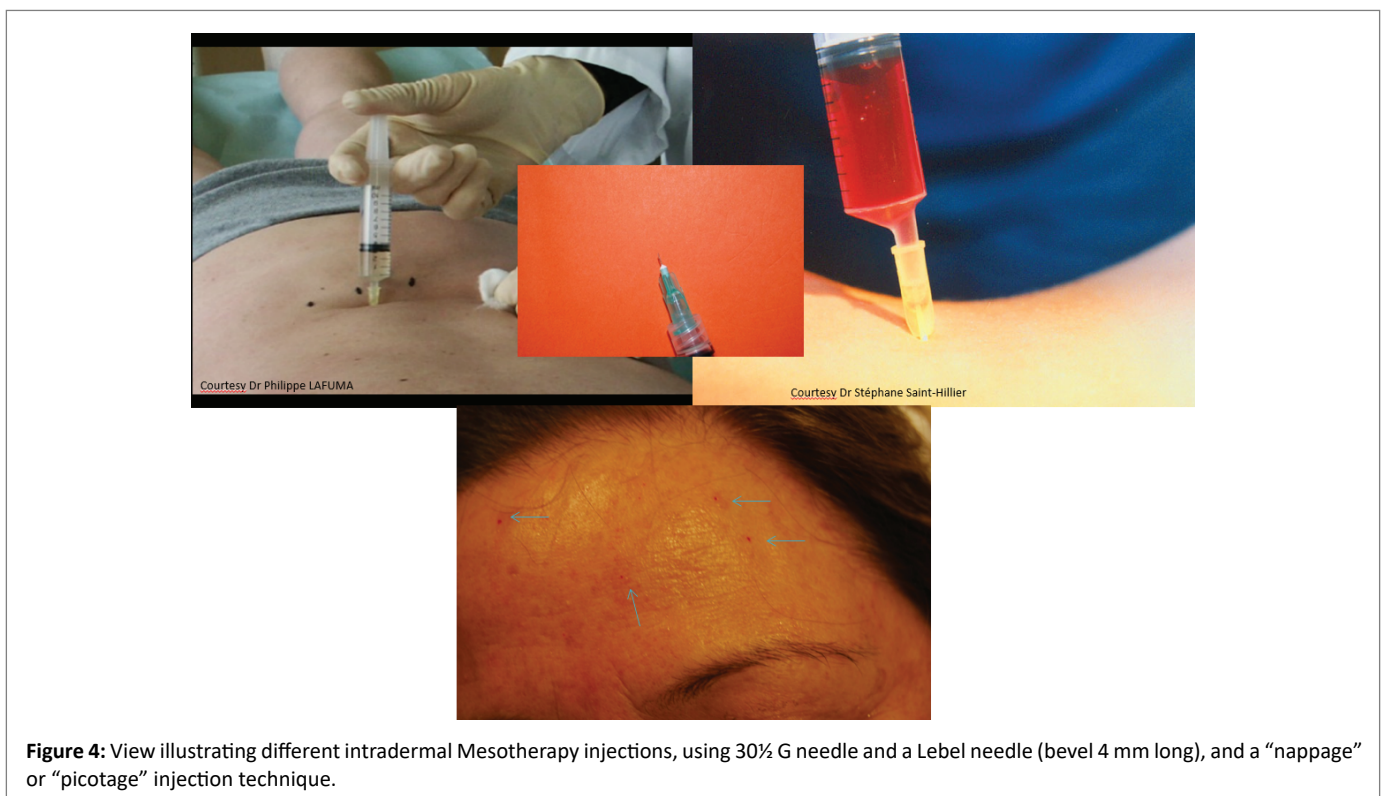 Courtesy Dr Philippe LAFUMA
Courtesy Dr Stéphane Saint-Hillier
Figure 4: View illustrating different intradermal Mesotherapy injections, using 30½ G needle and a Lebel needle (bevel 4 mm long), and a “nappage”
or “picotage” injection technique.